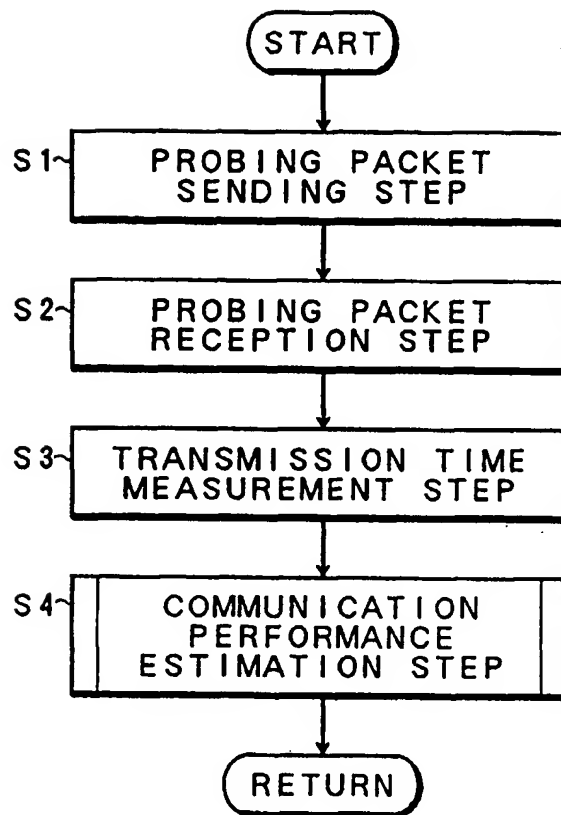 START
S1~ PROBING PACKET
SENDING STEP
S2~ PROBING PACKET
RECEPTION STEP
S3~ TRANSMISSION TIME
MEASUREMENT STEP
S4~ COMMUNICATION
PERFORMANCE
ESTIMATION STEP
RETURN